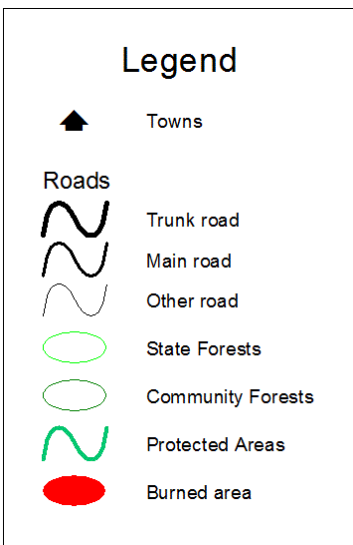 Legend
Towns
Roads
Trunk road
Main road
Other road
State Forests
Community Forests
Protected Areas
Burned area